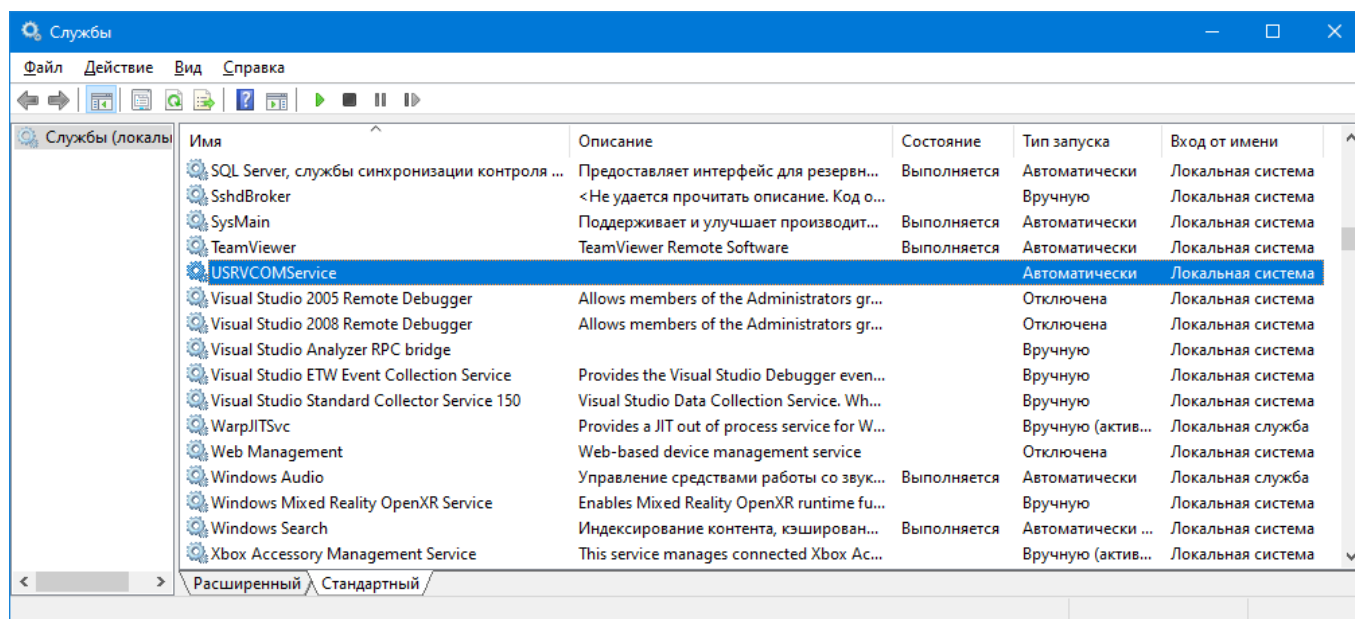 Службы
Файл Действие Вид Справка
Службы (локалы
Имя Описание Состояние Тип запуска Вход от имени
SQL Server, службы синхронизации контроля ... Предоставляет интерфейс для резервн... Выполняется Автоматически Локальная система
SshdBroker <Не удается прочитать описание. Код о... Вручную Локальная система
SysMain Поддерживает и улучшает производит... Выполняется Автоматически Локальная система
TeamViewer TeamViewer Remote Software Выполняется Автоматически Локальная система
USRVCOMService Автоматически Локальная система
Visual Studio 2005 Remote Debugger Allows members of the Administrators gr... Отключена Локальная система
Visual Studio 2008 Remote Debugger Allows members of the Administrators gr... Отключена Локальная система
Visual Studio Analyzer RPC bridge Вручную Локальная система
Visual Studio ETW Event Collection Service Provides the Visual Studio Debugger even... Вручную Локальная система
Visual Studio Standard Collector Service 150 Visual Studio Data Collection Service. Wh... Вручную Локальная система
WarpJITSvc Provides a JIT out of process service for W... Вручную (актив... Локальная служба
Web Management Web-based device management service Отключена Локальная система
Windows Audio Управление средствами работы со звук... Выполняется Автоматически Локальная служба
Windows Mixed Reality OpenXR Service Enables Mixed Reality OpenXR runtime fu... Вручную Локальная система
Windows Search Индексирование контента, кэширован... Выполняется Автоматически ... Локальная система
Xbox Accessory Management Service This service manages connected Xbox Ac... Вручную (актив... Локальная система
Расширенный Стандартный